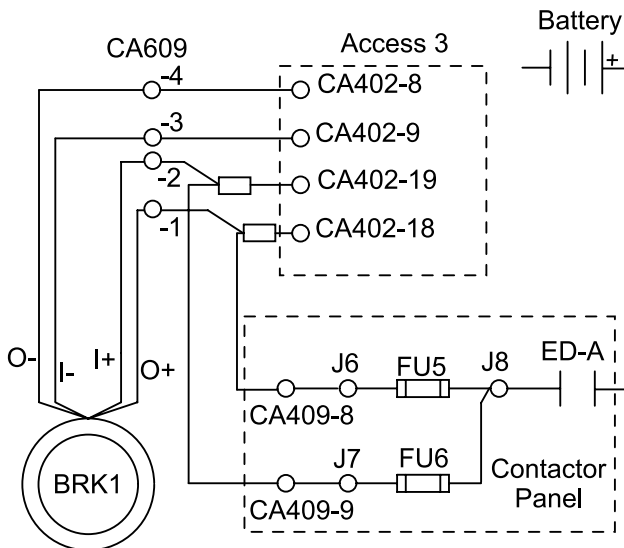 Battery
+
CA609
Access 3
-4
CA402-8
-3
CA402-9
-2
CA402-19
-1
CA402-18
O-
I-
I+
O+
BRK1
J6
FU5
J8
ED-A
CA409-8
J7
FU6
CA409-9
Contactor
Panel